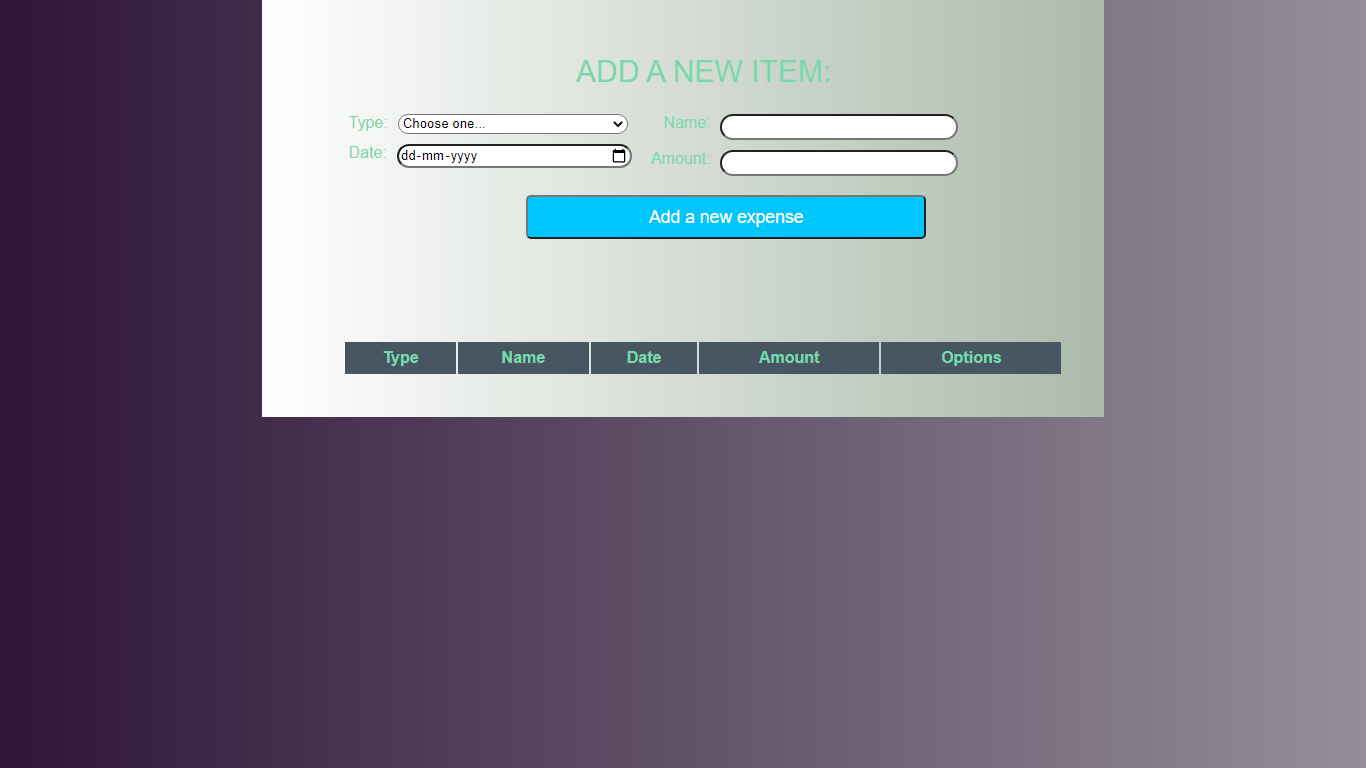 ADD A NEW ITEM:
Type: Choose one... Name:
Date: dd-mm-yyyy Amount:
Add a new expense
Type Name Date Amount Options